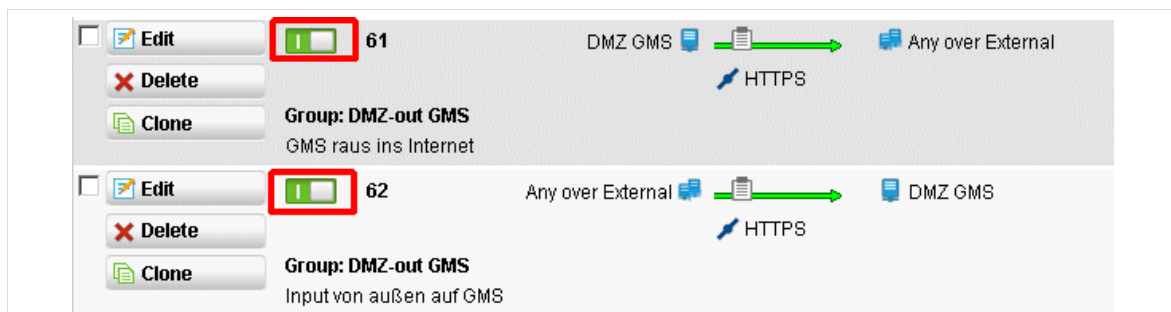 Edit 61 DMZ GMS Any over External
Delete HTTPS
Clone Group: DMZ-out GMS
GMS raus ins Internet
Edit 62 Any over External DMZ GMS
Delete HTTPS
Clone Group: DMZ-out GMS
Input von außen auf GMS